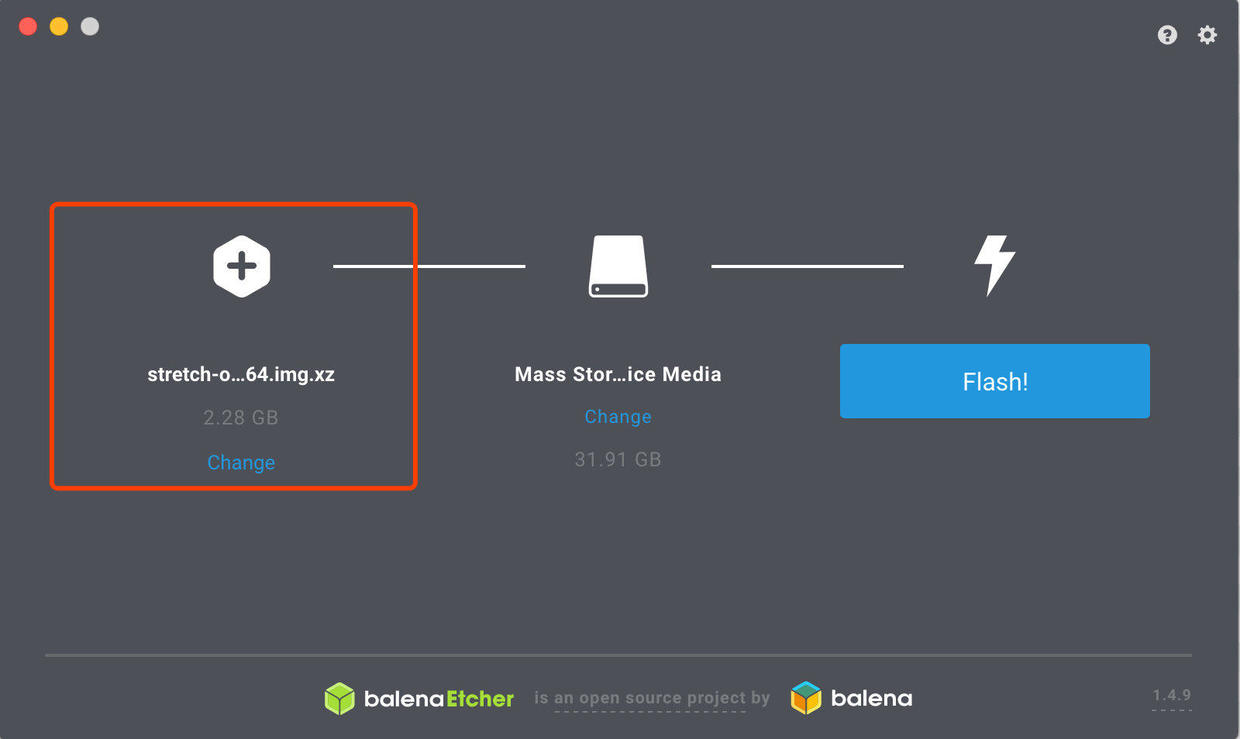 stretch-o...64.img.xz
2.28 GB
Change
Mass Stor...ice Media
Change
31.91 GB
Flash!
balenaEtcher is an open source project by balena
1.4.9